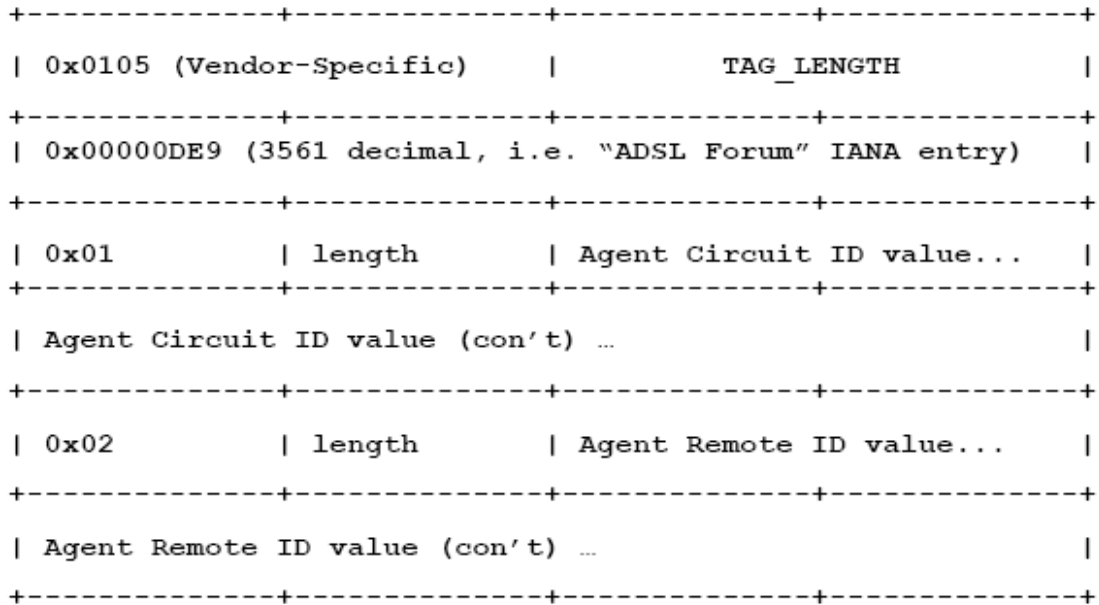 +--------------+--------------+--------------+--------------+
| 0x0105 (Vendor-Specific) | TAG_LENGTH |
+--------------+--------------+--------------+--------------+
| 0x00000DE9 (3561 decimal, i.e. “ADSL Forum” IANA entry) |
+--------------+--------------+--------------+--------------+
| 0x01 | length | Agent Circuit ID value... |
+--------------+--------------+--------------+--------------+
| Agent Circuit ID value (con’t) … |
+--------------+--------------+--------------+--------------+
| 0x02 | length | Agent Remote ID value... |
+--------------+--------------+--------------+--------------+
| Agent Remote ID value (con’t) … |
+--------------+--------------+--------------+--------------+